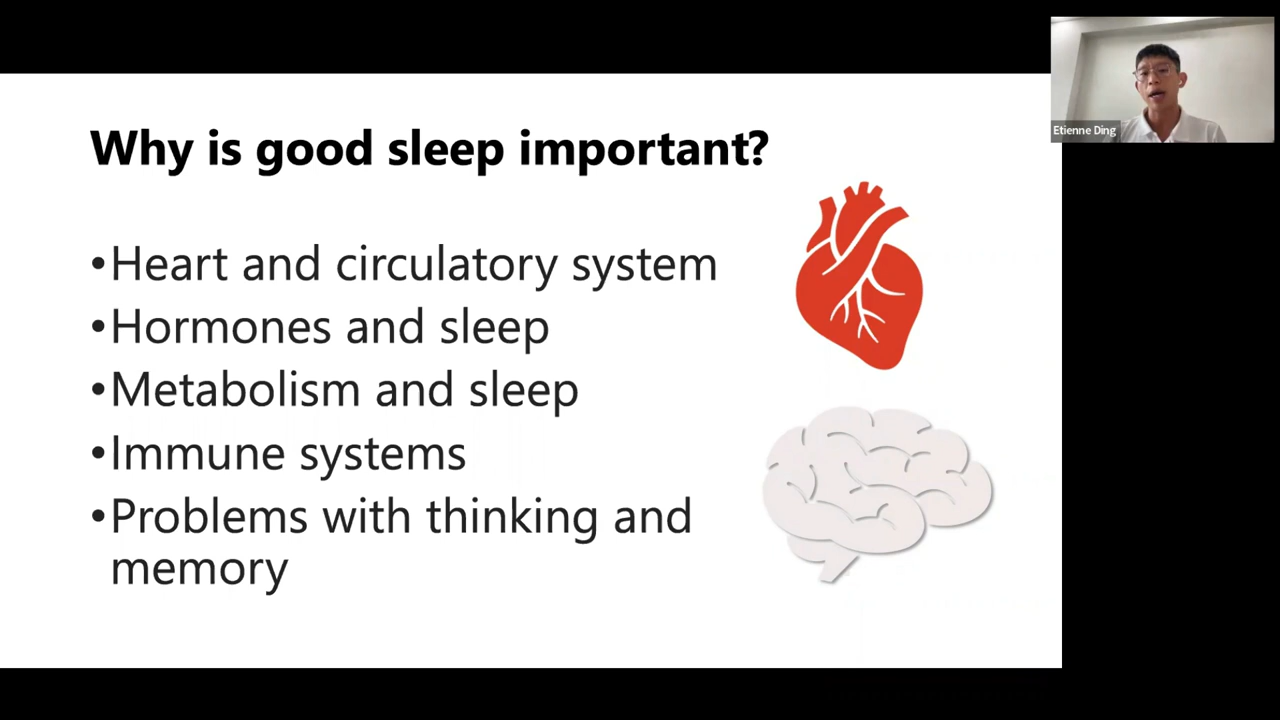 Why is good sleep important?
•Heart and circulatory system
•Hormones and sleep
•Metabolism and sleep
•Immune systems
•Problems with thinking and
memory
Etienne Ding